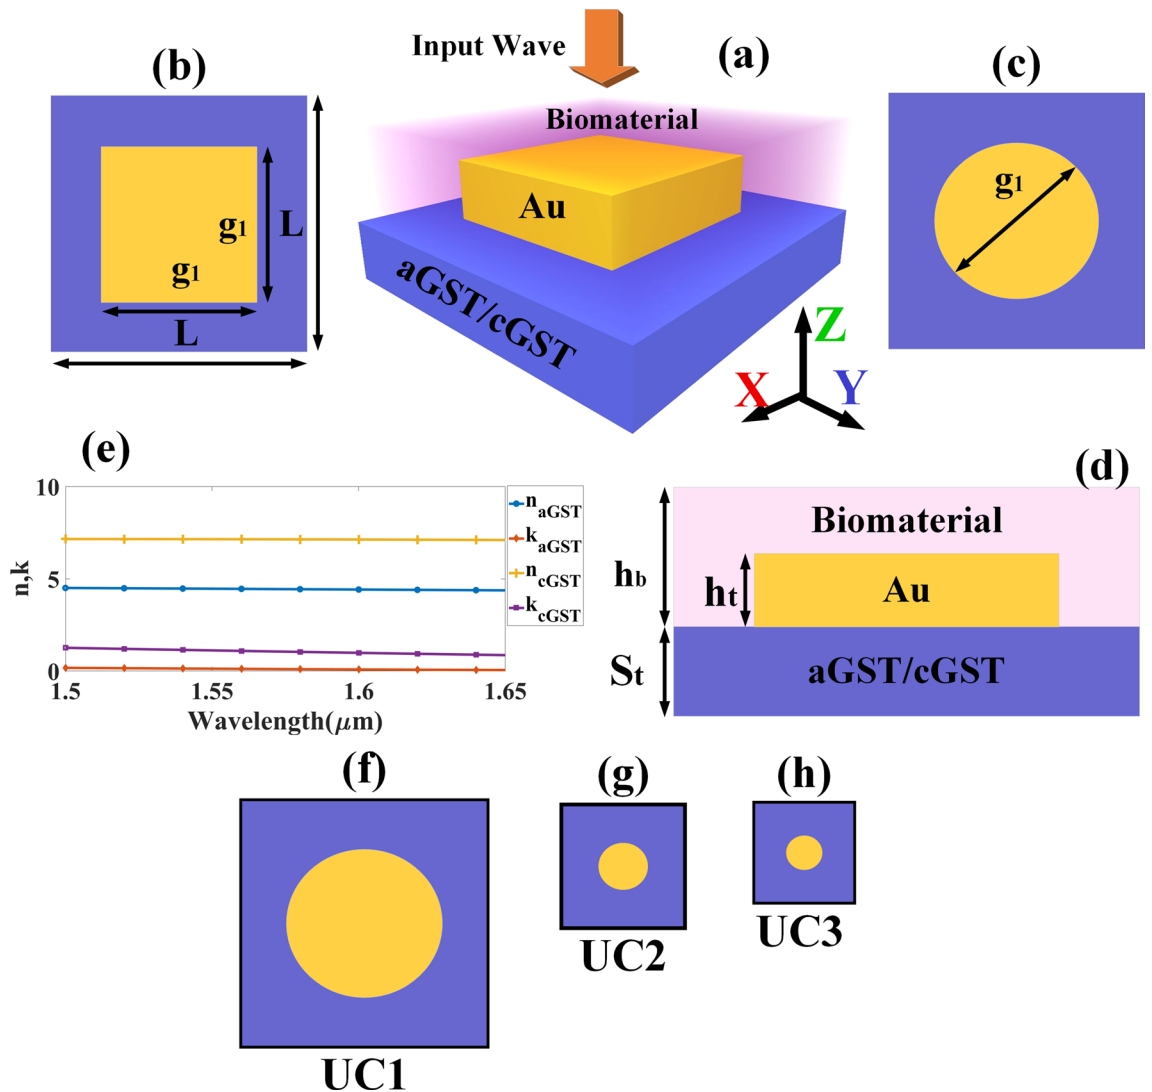 Input Wave
(b)
(a)
(c)
Biomaterial
Au
aGST/cGST
g1
L
g1
L
g1
Z
X
Y
(e)
10
5
0
n,k
1.5
1.55
1.6
1.65
Wavelength(μm)
naGST
kaGST
ncGST
kcGST
(d)
Biomaterial
hb
ht
Au
St
aGST/cGST
(f)
(g)
(h)
UC1
UC2
UC3